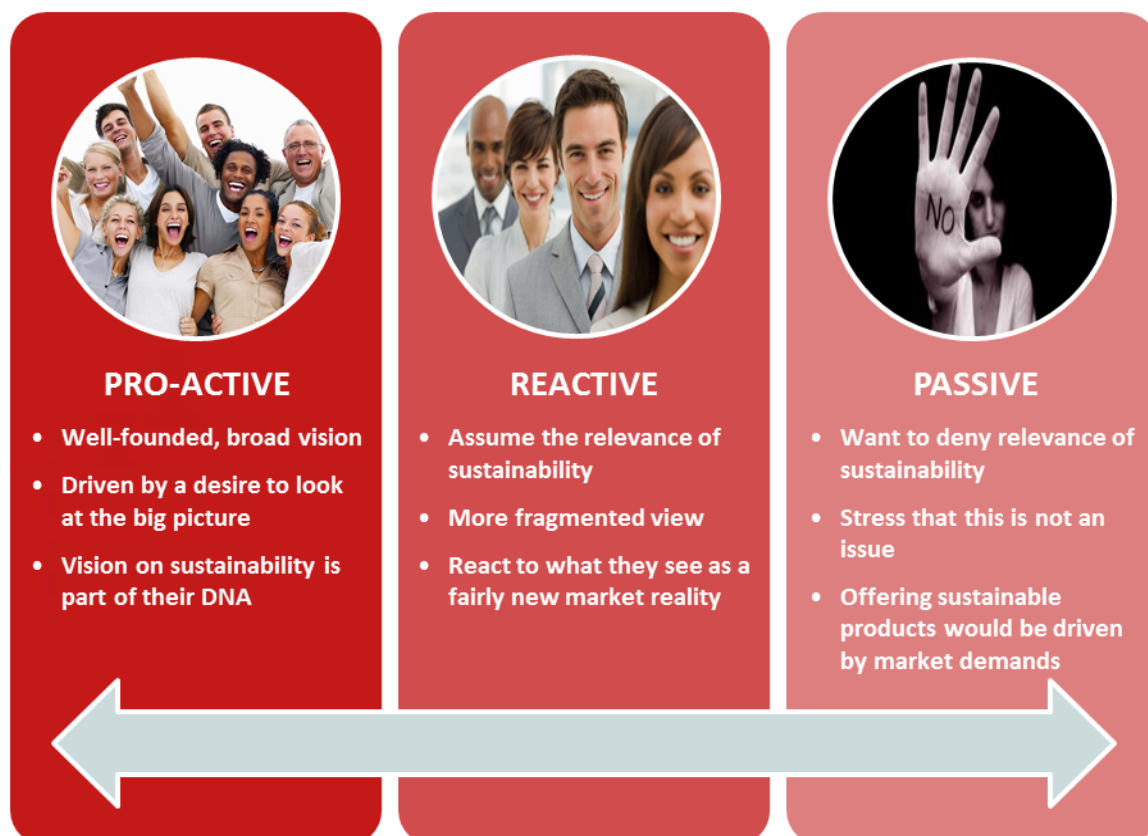 PRO-ACTIVE
• Well-founded, broad vision
• Driven by a desire to look
at the big picture
• Vision on sustainability is
part of their DNA
REACTIVE
• Assume the relevance of
sustainability
• More fragmented view
• React to what they see as a
fairly new market reality
NO
PASSIVE
• Want to deny relevance of
sustainability
• Stress that this is not an
issue
• Offering sustainable
products would be driven
by market demands